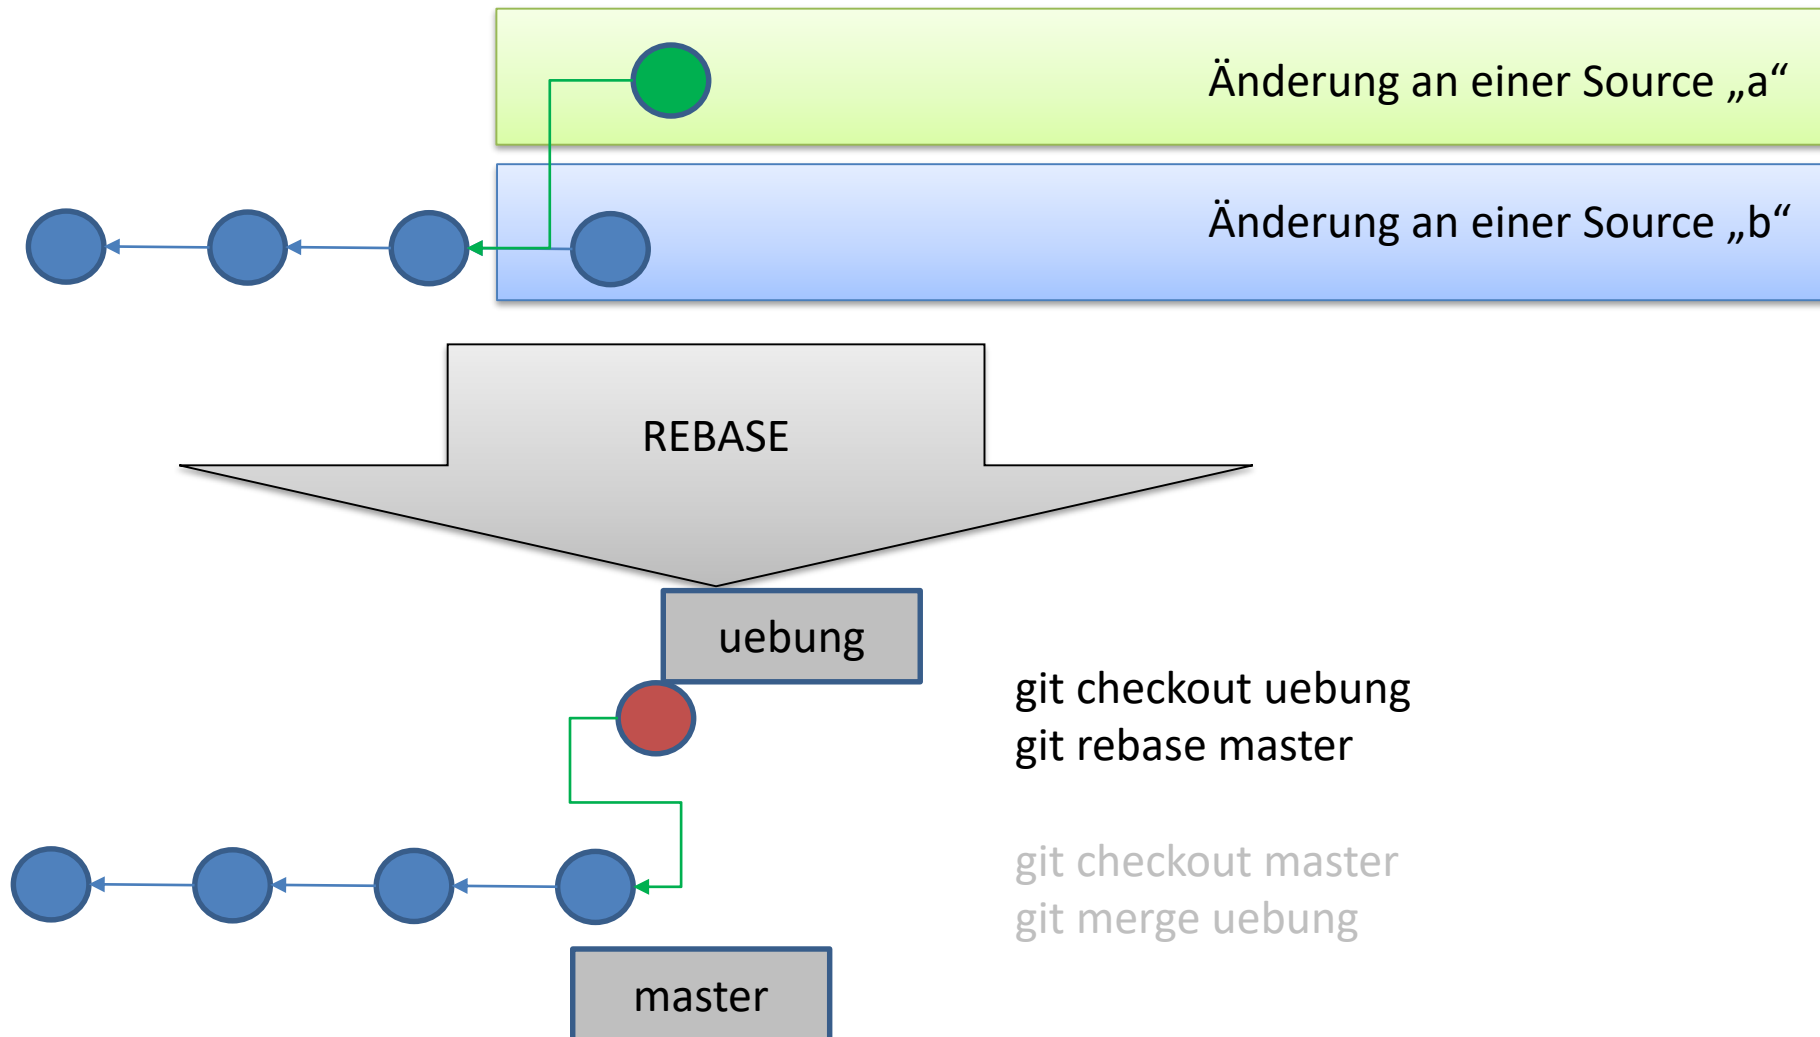 Änderung an einer Source „a“
Änderung an einer Source „b“
REBASE
uebung
git checkout uebung
git rebase master
git checkout master
git merge uebung
master